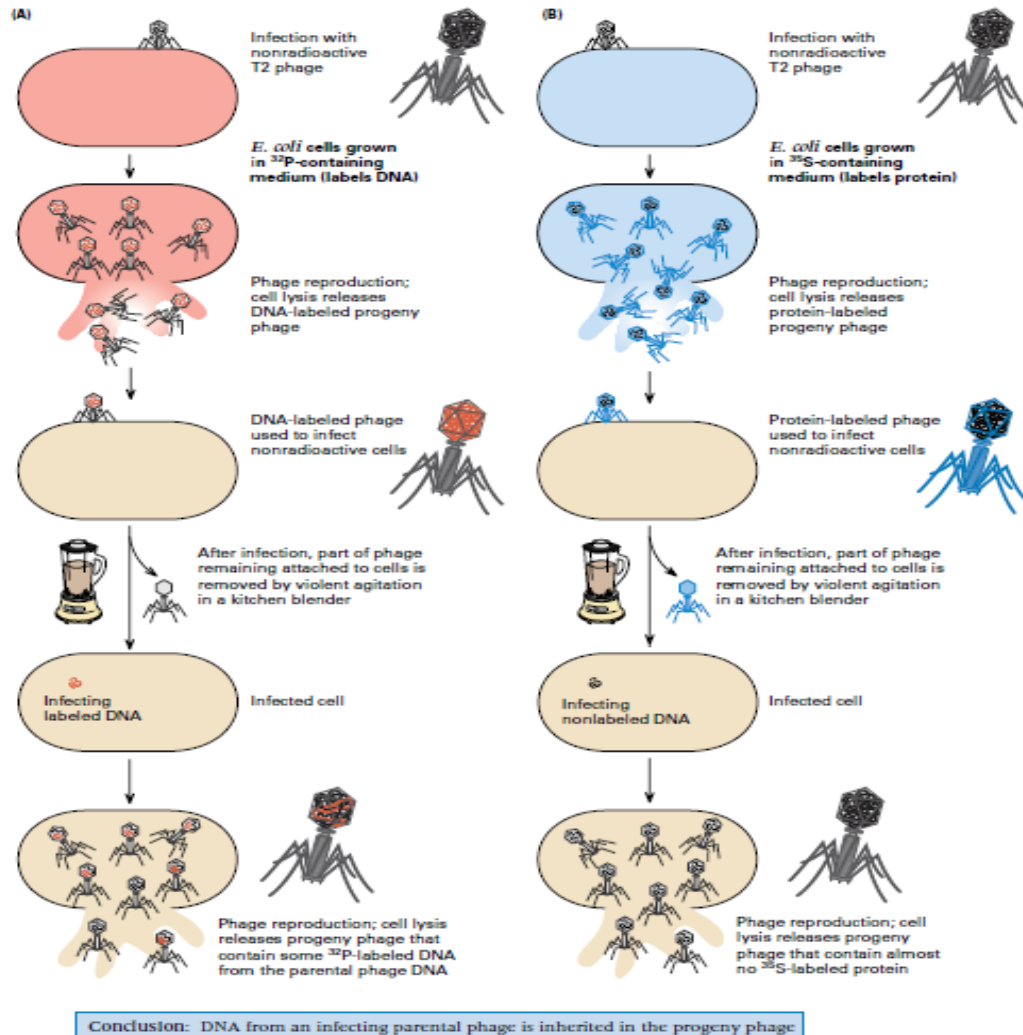 (A)
Infection with
nonradioactive
T2 phage
E. coli cells grown
in ³²P-containing
medium (labels DNA)
Phage reproduction;
cell lysis releases
DNA-labeled progeny
phage
DNA-labeled phage
used to infect
nonradioactive cells
After infection, part of phage
remaining attached to cells is
removed by violent agitation
in a kitchen blender
Infecting
labeled DNA
Infected cell
Phage reproduction; cell lysis
releases progeny phage that
contain some ³²P-labeled DNA
from the parental phage DNA
(B)
Infection with
nonradioactive
T2 phage
E. coli cells grown
in ³⁵S-containing
medium (labels protein)
Phage reproduction;
cell lysis releases
protein-labeled
progeny phage
Protein-labeled phage
used to infect
nonradioactive cells
After infection, part of phage
remaining attached to cells is
removed by violent agitation
in a kitchen blender
Infecting
nonlabeled DNA
Infected cell
Phage reproduction; cell
lysis releases progeny
phage that contain almost
no ³⁵S-labeled protein
Conclusion: DNA from an infecting parental phage is inherited in the progeny phage